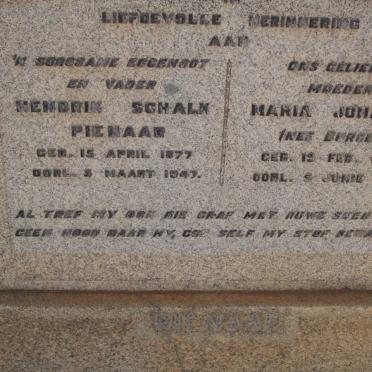 LIEFDEVOLLE HERINNERING
AAN
'N SORGSAME EGGENOOT
EN VADER
HENDRIK SCHALK
PIENAAR
GEB. 15 APRIL 1877
OORL. 5 MAART 1947.
ONS GELIE
MOEDER
MARIA JOHA
(NEE
GEB. 19 FEB.
OORL. 9 JUNIE
AL TREF MY OOK DIE GRAF MET RUWE
GEEN NOOD DAAR HY, SELF MY STOF BEWA
PIENAAR